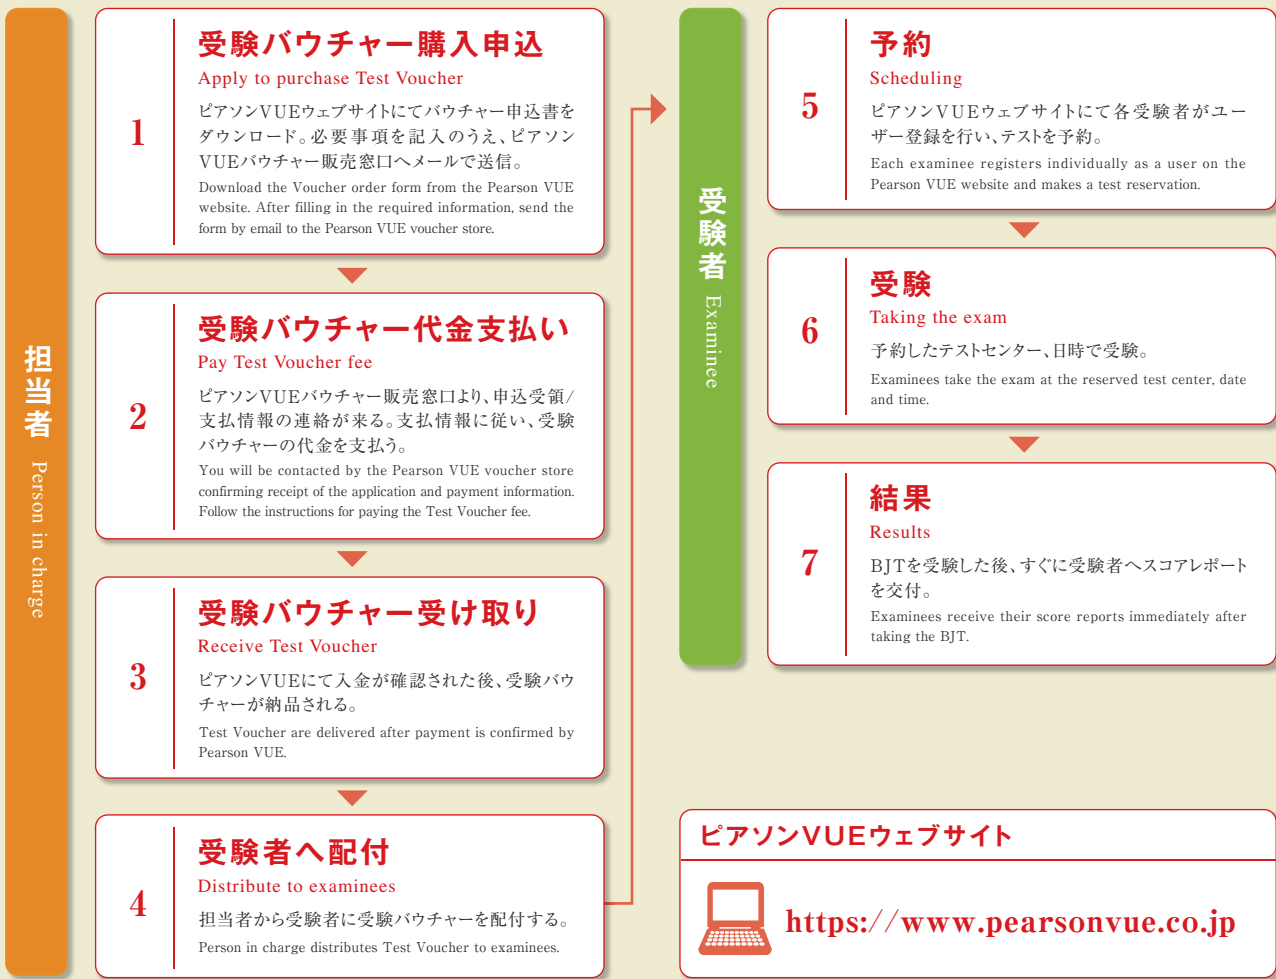 担当者 Person in charge
1
受験バウチャー購入申込
Apply to purchase Test Voucher
ピアソンVUEウェブサイトにてバウチャー申込書を
ダウンロード。必要事項を記入のうえ、ピアソン
VUEバウチャー販売窓口へメールで送信。
Download the Voucher order form from the Pearson VUE
website. After filling in the required information, send the
form by email to the Pearson VUE voucher store.
2
受験バウチャー代金支払い
Pay Test Voucher fee
ピアソンVUEバウチャー販売窓口より、申込受領/
支払情報の連絡が来る。支払情報に従い、受験
バウチャーの代金を支払う。
You will be contacted by the Pearson VUE voucher store
confirming receipt of the application and payment information.
Follow the instructions for paying the Test Voucher fee.
3
受験バウチャー受け取り
Receive Test Voucher
ピアソンVUEにて入金が確認された後、受験バウ
チャーが納品される。
Test Voucher are delivered after payment is confirmed by
Pearson VUE.
4
受験者へ配付
Distribute to examinees
担当者から受験者に受験バウチャーを配付する。
Person in charge distributes Test Voucher to examinees.
受験者 Examinee
5
予約
Scheduling
ピアソンVUEウェブサイトにて各受験者がユー
ザー登録を行い、テストを予約。
Each examinee registers individually as a user on the
Pearson VUE website and makes a test reservation.
6
受験
Taking the exam
予約したテストセンター、日時で受験。
Examinees take the exam at the reserved test center, date
and time.
7
結果
Results
BJTを受験した後、すぐに受験者へスコアレポート
を交付。
Examinees receive their score reports immediately after
taking the BJT.
ピアソンVUEウェブサイト
https://www.pearsonvue.co.jp